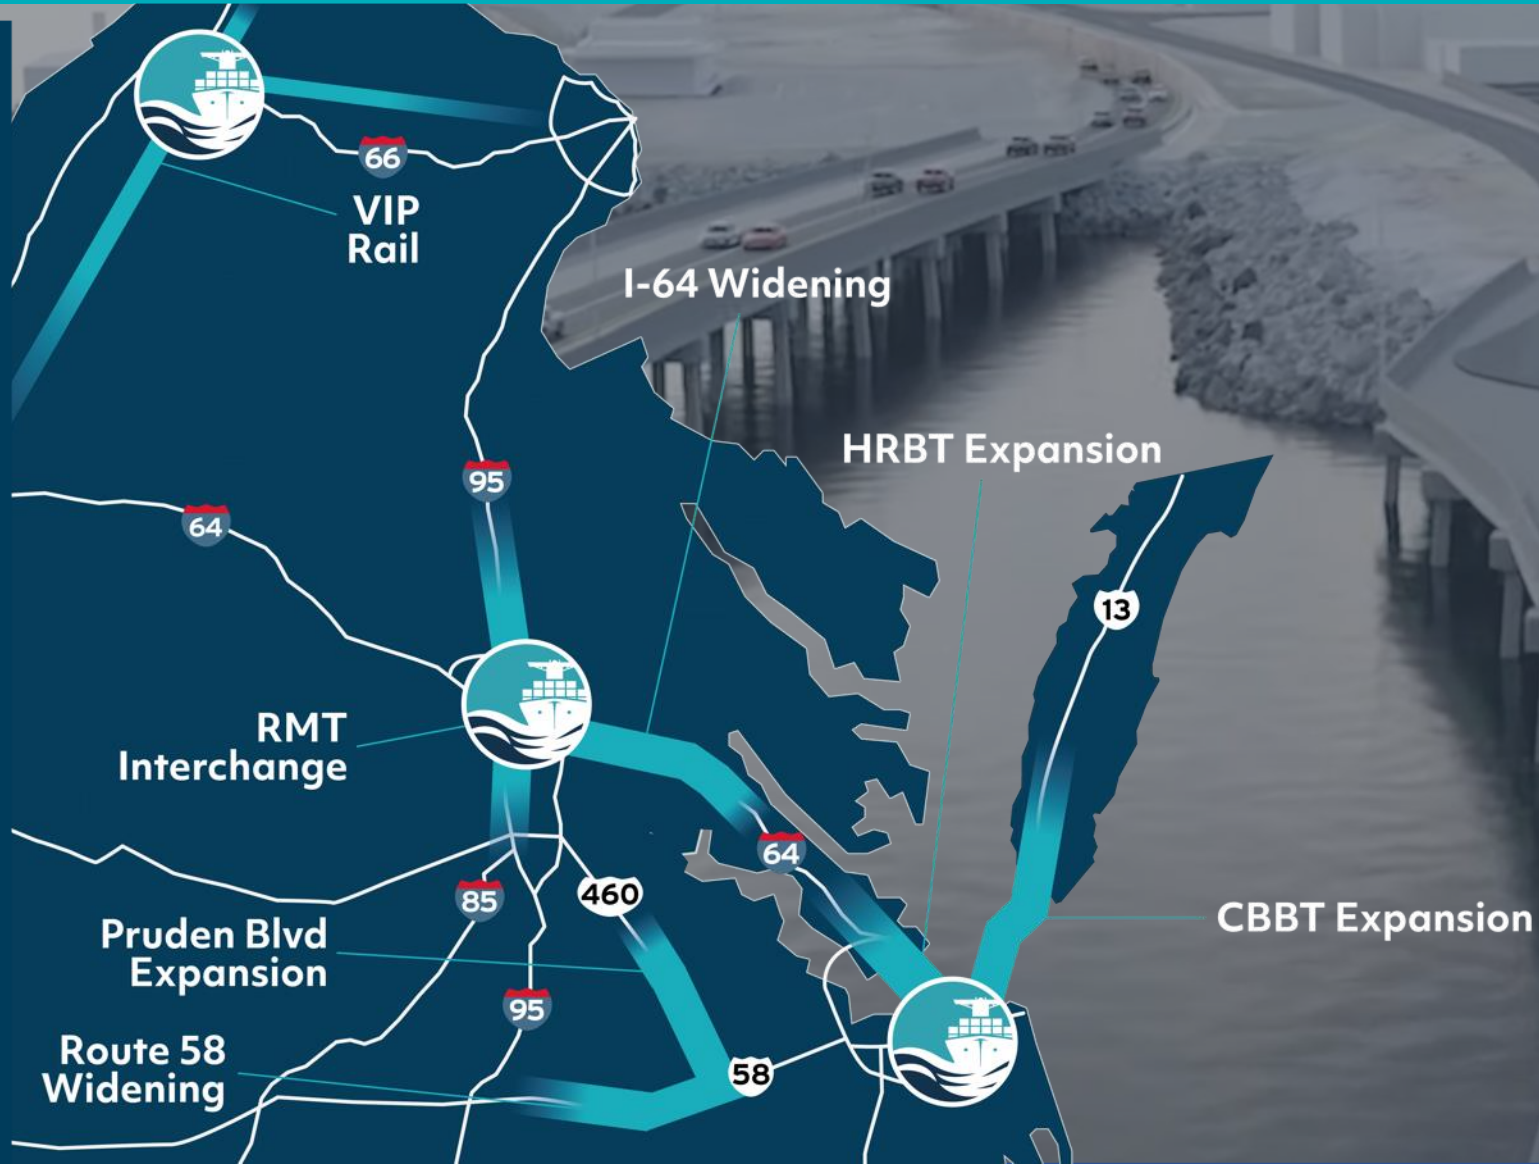 66
VIP
Rail
I-64 Widening
HRBT Expansion
95
64
13
RMT
Interchange
64
85
460
Pruden Blvd
Expansion
CBBT Expansion
95
Route 58
Widening
58